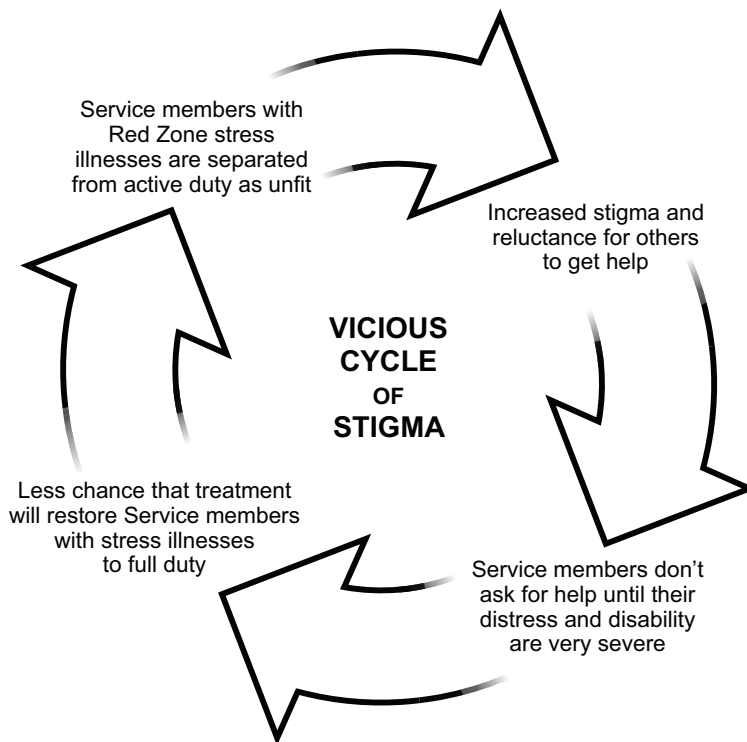 Service members with
Red Zone stress
illnesses are separated
from active duty as unfit
Increased stigma and
reluctance for others
to get help
VICIOUS
CYCLE
OF
STIGMA
Less chance that treatment
will restore Service members
with stress illnesses
to full duty
Service members don’t
ask for help until their
distress and disability
are very severe